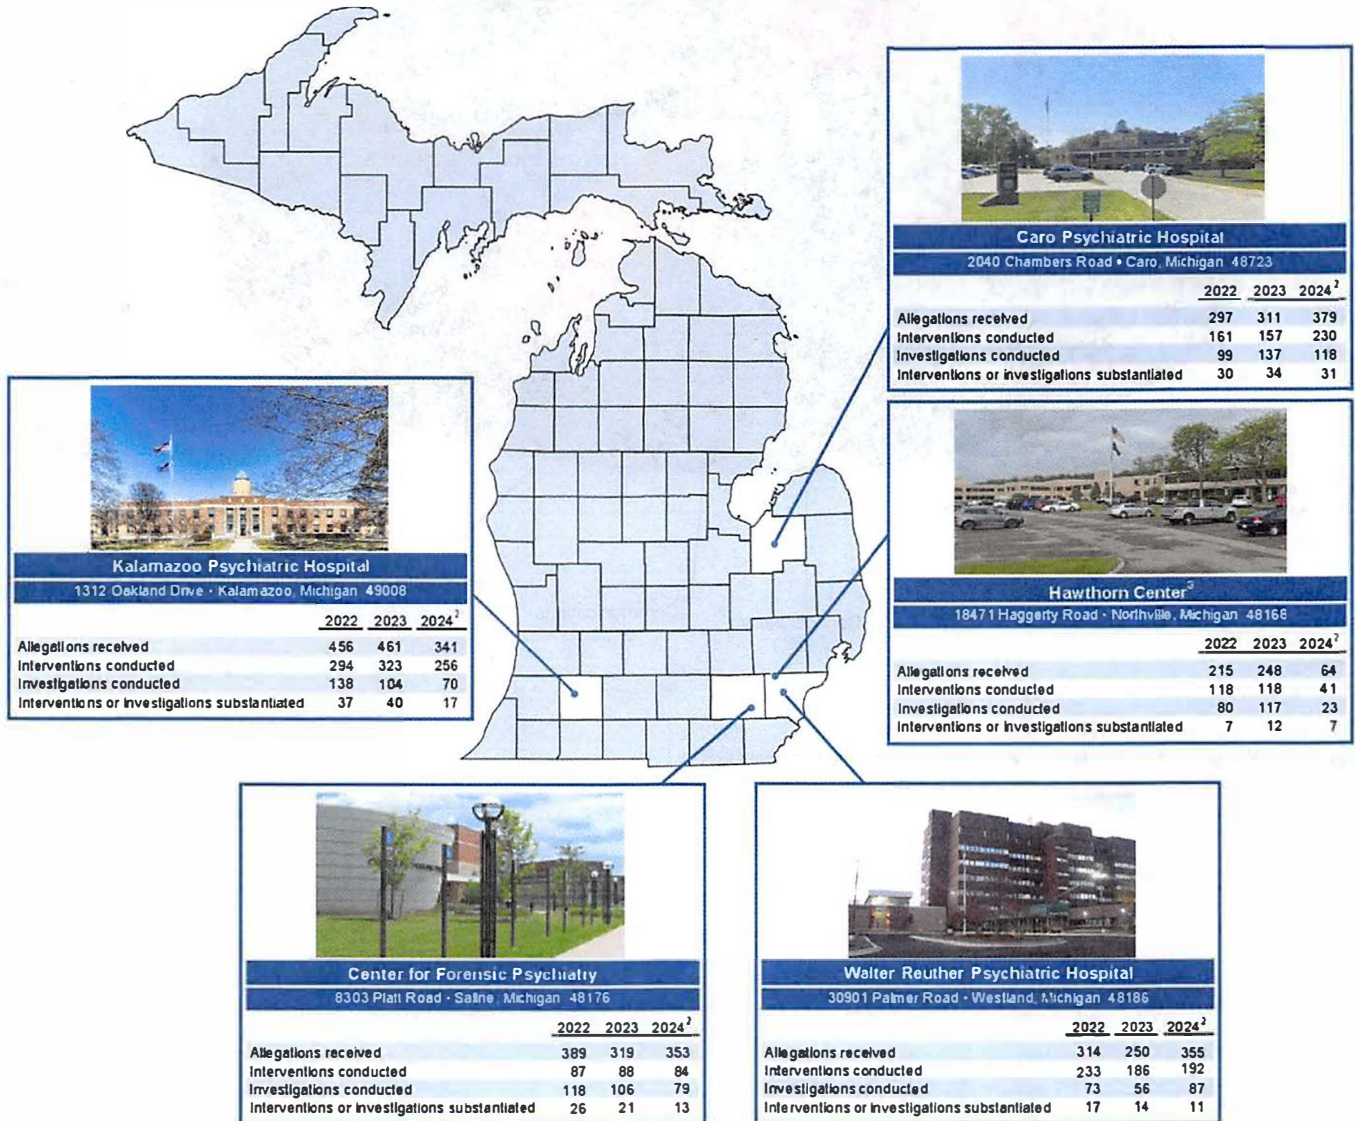 Caro Psychiatric Hospital
2040 Chambers Road • Caro, Michigan 48723
2022 2023 2024²
Allegations received 297 311 379
Interventions conducted 161 157 230
Investigations conducted 99 137 118
Interventions or investigations substantiated 30 34 31
Kalamazoo Psychiatric Hospital
1312 Oakland Drive • Kalamazoo, Michigan 49008
2022 2023 2024²
Allegations received 456 461 341
Interventions conducted 294 323 256
Investigations conducted 138 104 70
Interventions or investigations substantiated 37 40 17
Hawthorn Center³
18471 Haggerty Road • Northville, Michigan 48168
2022 2023 2024²
Allegations received 215 248 64
Interventions conducted 118 118 41
Investigations conducted 80 117 23
Interventions or investigations substantiated 7 12 7
Center for Forensic Psychiatry
8303 Platt Road • Saline, Michigan 48176
2022 2023 2024²
Allegations received 389 319 353
Interventions conducted 87 88 84
Investigations conducted 118 106 79
Interventions or investigations substantiated 26 21 13
Walter Reuther Psychiatric Hospital
30901 Palmer Road • Westland, Michigan 48186
2022 2023 2024²
Allegations received 314 250 355
Interventions conducted 233 186 192
Investigations conducted 73 56 87
Interventions or investigations substantiated 17 14 11